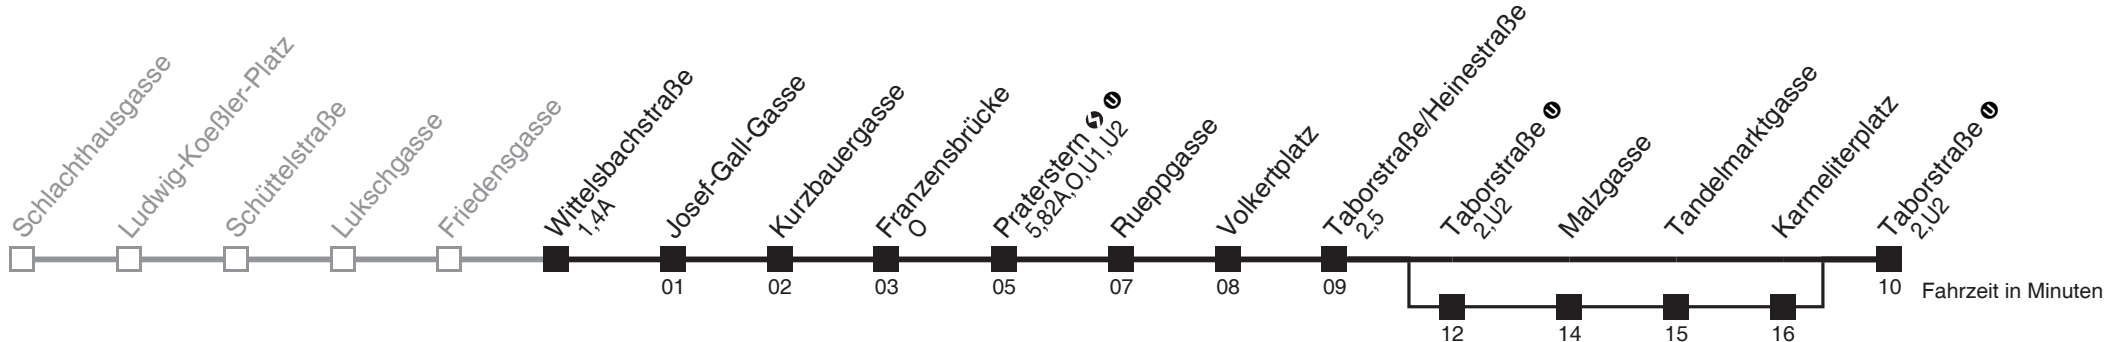 Schlachthausgasse
Ludwig-Koeßler-Platz
Schüttelstraße
Lukschgasse
Friedensgasse
Wittelsbachstraße
1,4A
Josef-Gall-Gasse
Kurzbauergasse
Franzensbrücke
O
Praterstern S U
5,82A,O,U1,U2
Rueppgasse
Volkertplatz
Taborstraße/Heinestraße
2,5
Taborstraße U
2,U2
Malzgasse
Tandelmarktgasse
Karmeliterplatz
Taborstraße U
2,U2
01
02
03
05
07
08
09
10
Fahrzeit in Minuten
12
14
15
16